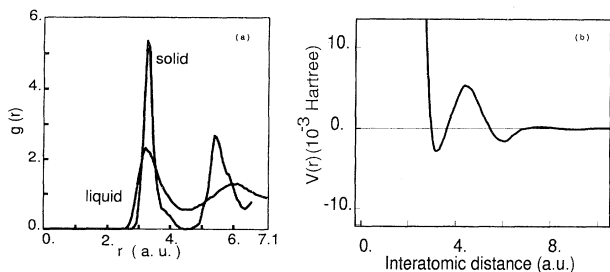 6.
(a)
solid
4.
g (r)
2.
liquid
0.
0. 4. 6. 7.1
r ( a. u. )
(b)
10.
V(r) (10⁻³ Hartree)
0.
-10.
0. 4. 8.
Interatomic distance (a.u.)